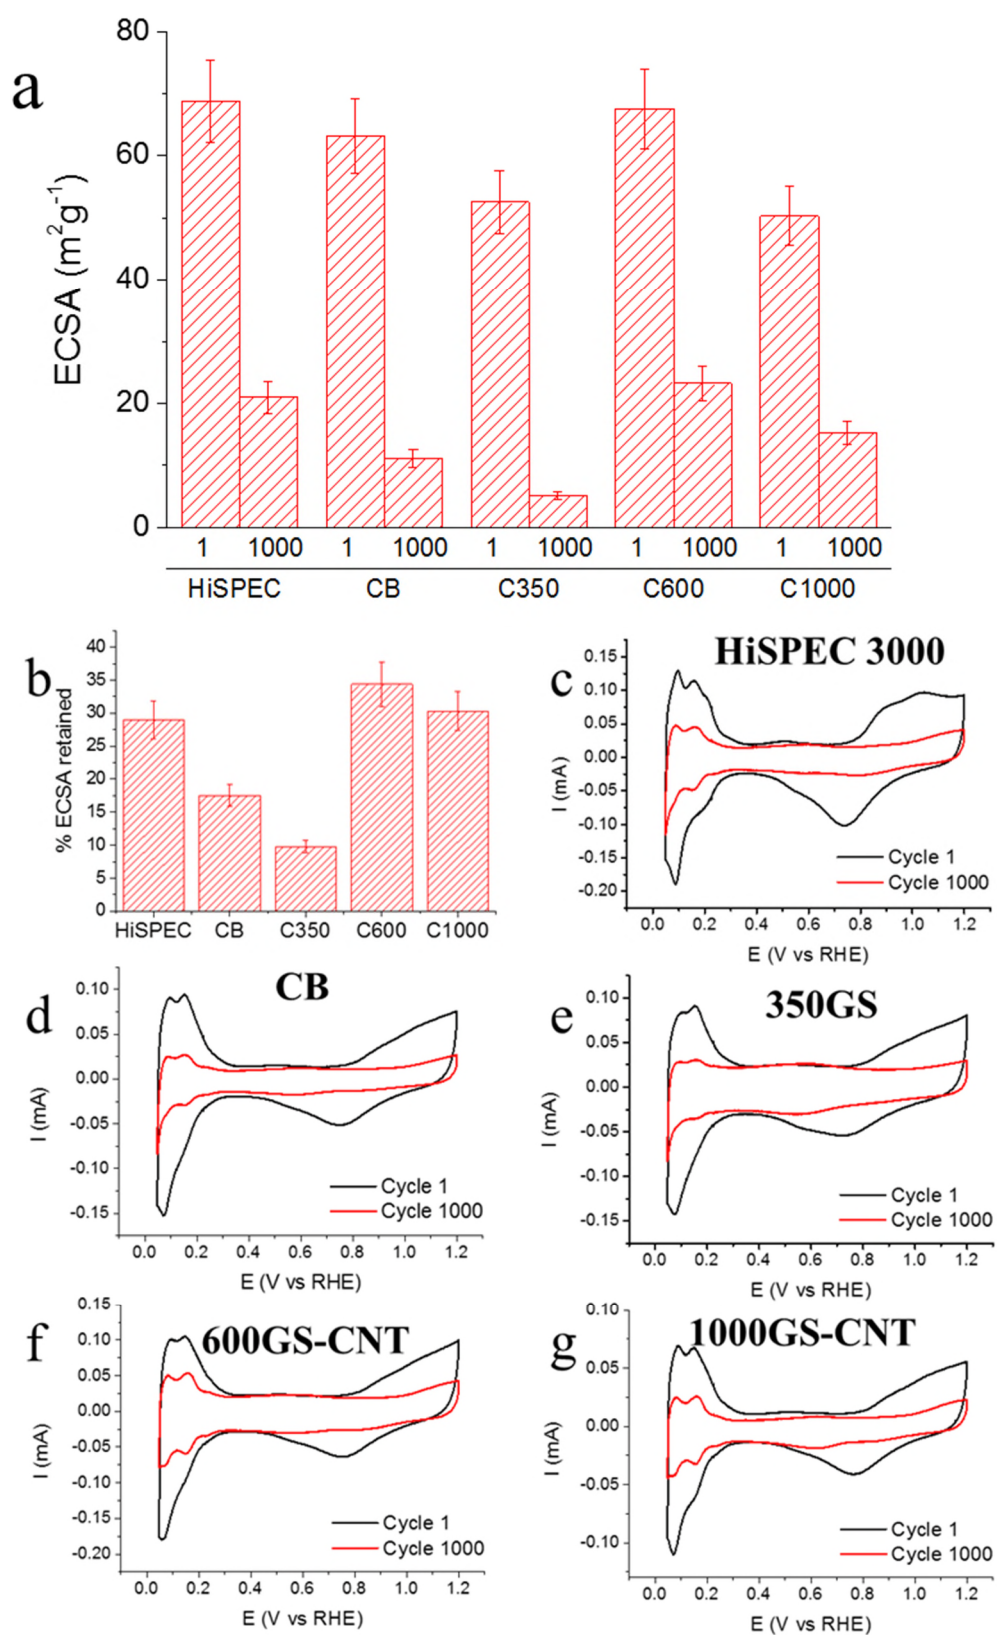 a
ECSA (m²g⁻¹)
80
60
40
20
0
1 1000 1 1000 1 1000 1 1000 1 1000
HiSPEC CB C350 C600 C1000
b
% ECSA retained
40
35
30
25
20
15
10
5
0
HiSPEC CB C350 C600 C1000
c
HiSPEC 3000
I (mA)
0.15
0.10
0.05
0.00
-0.05
-0.10
-0.15
-0.20
Cycle 1
Cycle 1000
0.0 0.2 0.4 0.6 0.8 1.0 1.2
E (V vs RHE)
d
CB
I (mA)
0.10
0.05
0.00
-0.05
-0.10
-0.15
Cycle 1
Cycle 1000
0.0 0.2 0.4 0.6 0.8 1.0 1.2
E (V vs RHE)
e
350GS
I (mA)
0.10
0.05
0.00
-0.05
-0.10
-0.15
Cycle 1
Cycle 1000
0.0 0.2 0.4 0.6 0.8 1.0 1.2
E (V vs RHE)
f
600GS-CNT
I (mA)
0.15
0.10
0.05
0.00
-0.05
-0.10
-0.15
-0.20
Cycle 1
Cycle 1000
0.0 0.2 0.4 0.6 0.8 1.0 1.2
E (V vs RHE)
g
1000GS-CNT
I (mA)
0.10
0.05
0.00
-0.05
-0.10
Cycle 1
Cycle 1000
0.0 0.2 0.4 0.6 0.8 1.0 1.2
E (V vs RHE)